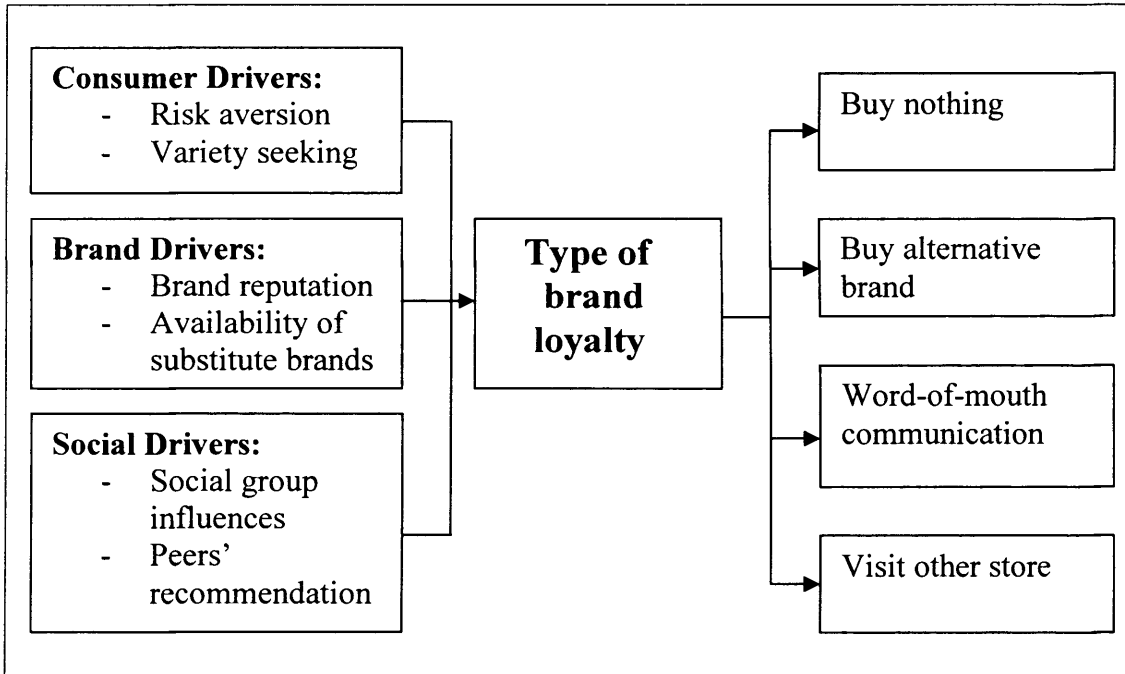 Consumer Drivers:
- Risk aversion
- Variety seeking
Brand Drivers:
- Brand reputation
- Availability of
substitute brands
Social Drivers:
- Social group
influences
- Peers’
recommendation
Type of
brand
loyalty
Buy nothing
Buy alternative
brand
Word-of-mouth
communication
Visit other store